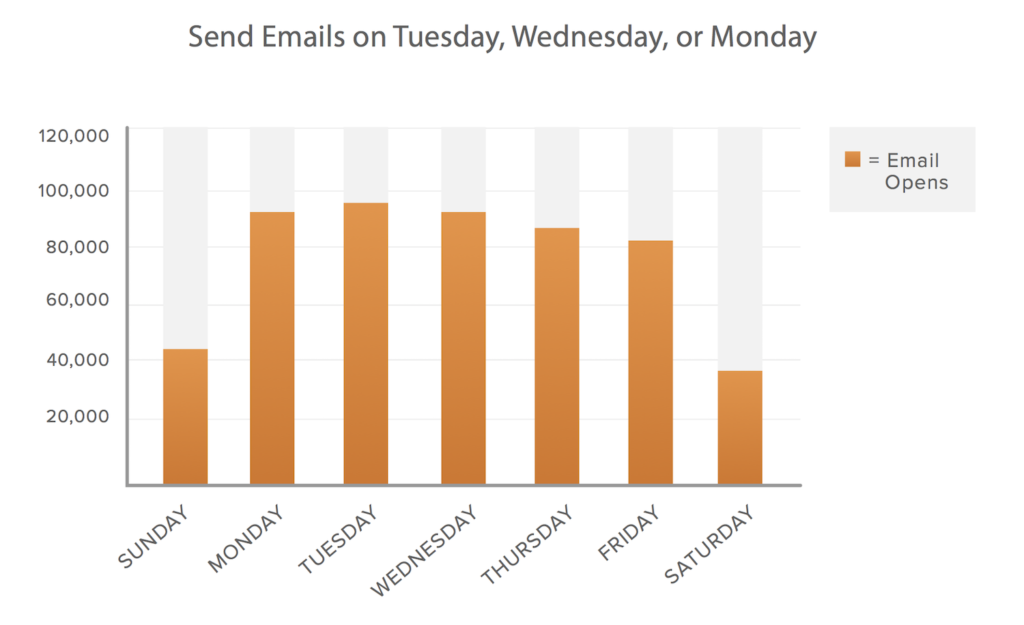 Send Emails on Tuesday, Wednesday, or Monday
120,000
100,000
80,000
60,000
40,000
20,000
= Email
Opens
SUNDAY
MONDAY
TUESDAY
WEDNESDAY
THURSDAY
FRIDAY
SATURDAY